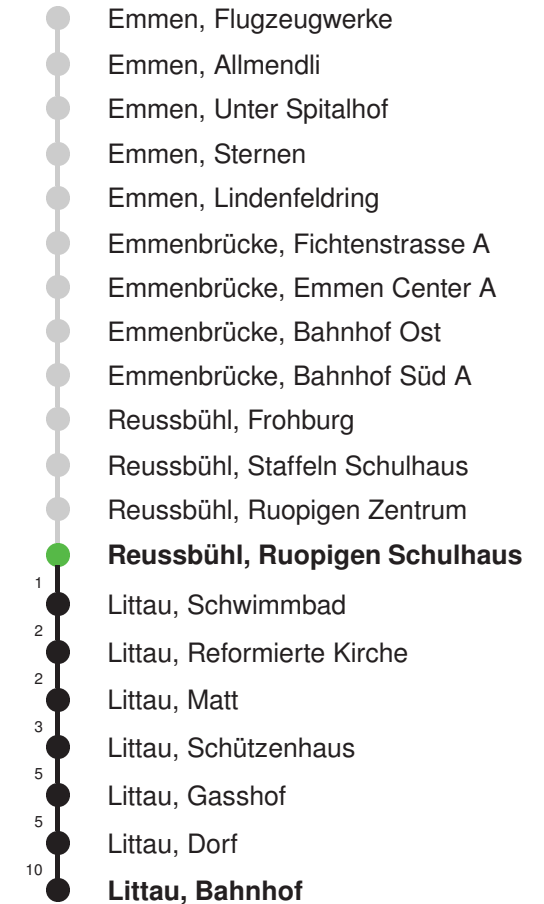 Emmen, Flugzeugwerke
Emmen, Allmendli
Emmen, Unter Spitalhof
Emmen, Sternen
Emmen, Lindenfeldring
Emmenbrücke, Fichtenstrasse A
Emmenbrücke, Emmen Center A
Emmenbrücke, Bahnhof Ost
Emmenbrücke, Bahnhof Süd A
Reussbühl, Frohburg
Reussbühl, Staffeln Schulhaus
Reussbühl, Ruopigen Zentrum
Reussbühl, Ruopigen Schulhaus
1 Littau, Schwimmbad
2 Littau, Reformierte Kirche
2 Littau, Matt
3 Littau, Schützenhaus
5 Littau, Gasshof
5 Littau, Dorf
10 Littau, Bahnhof